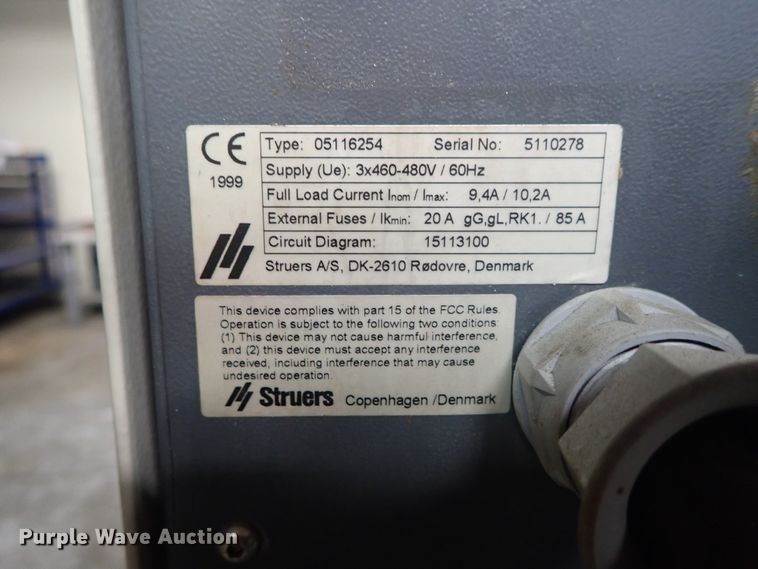 CE
1999
Type: 05116254 Serial No: 5110278
Supply (Ue): 3x460-480V / 60Hz
Full Load Current Inom / Imax: 9,4A / 10,2A
External Fuses / Ikmin: 20 A gG,gL,RK1. / 85 A
Circuit Diagram: 15113100
Struers A/S, DK-2610 Rødovre, Denmark
This device complies with part 15 of the FCC Rules.
Operation is subject to the following two conditions:
(1) This device may not cause harmful interference,
and (2) this device must accept any interference
received, including interference that may cause
undesired operation.
Struers Copenhagen /Denmark
Purple Wave Auction